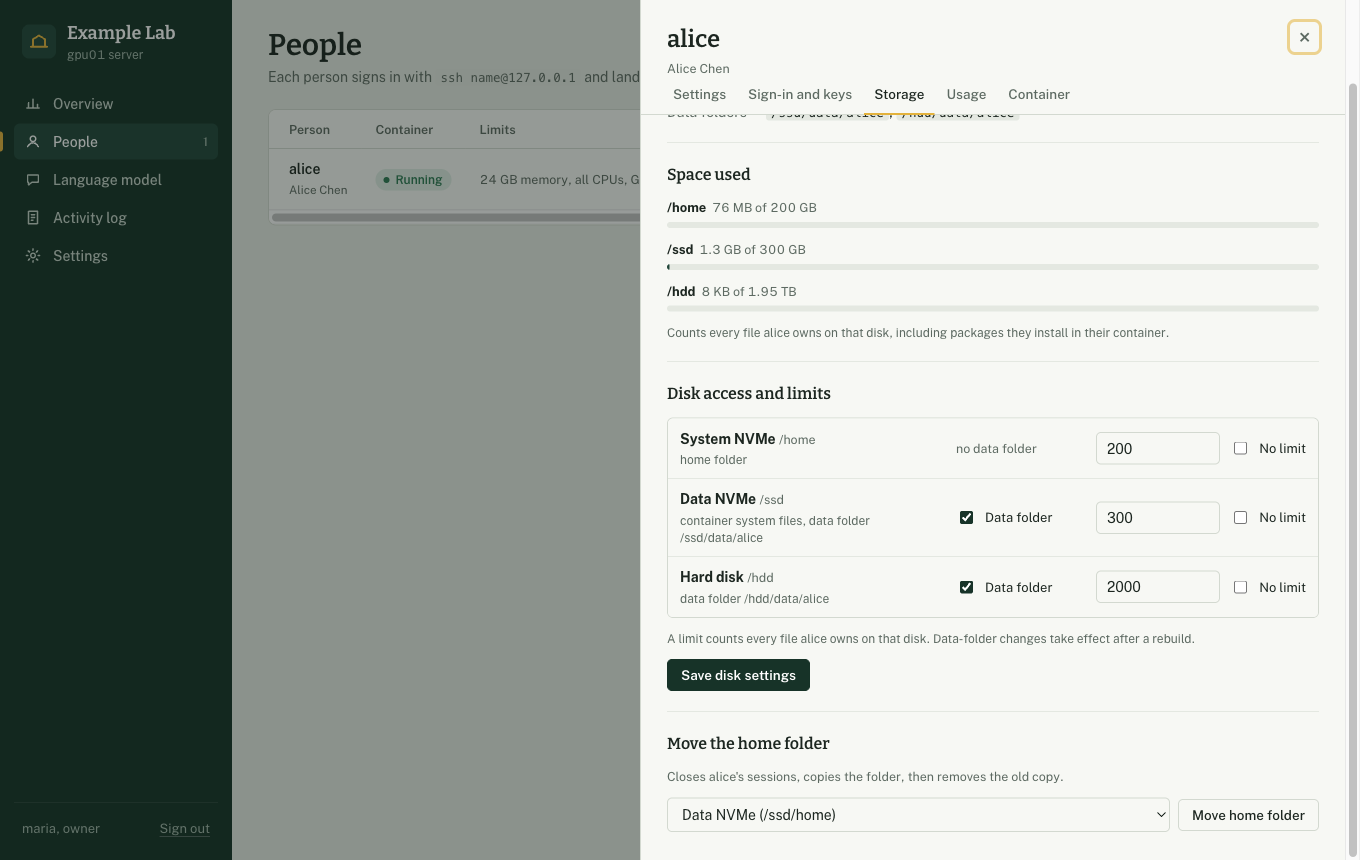 Example Lab
gpu01 server
Overview
People 1
Language model
Activity log
Settings
maria, owner Sign out
People
Each person signs in with ssh name@127.0.0.1 and land
Person Container Limits
alice
Alice Chen
Running
24 GB memory, all CPUs, G
alice
Alice Chen
Settings Sign-in and keys Storage Usage Container
Data folders /ssd/data/alice, /hdd/data/alice
Space used
/home 76 MB of 200 GB
/ssd 1.3 GB of 300 GB
/hdd 8 KB of 1.95 TB
Counts every file alice owns on that disk, including packages they install in their container.
Disk access and limits
System NVMe /home
home folder
no data folder 200 No limit
Data NVMe /ssd
container system files, data folder
/ssd/data/alice
Data folder 300 No limit
Hard disk /hdd
data folder /hdd/data/alice
Data folder 2000 No limit
A limit counts every file alice owns on that disk. Data-folder changes take effect after a rebuild.
Save disk settings
Move the home folder
Closes alice's sessions, copies the folder, then removes the old copy.
Data NVMe (/ssd/home) Move home folder